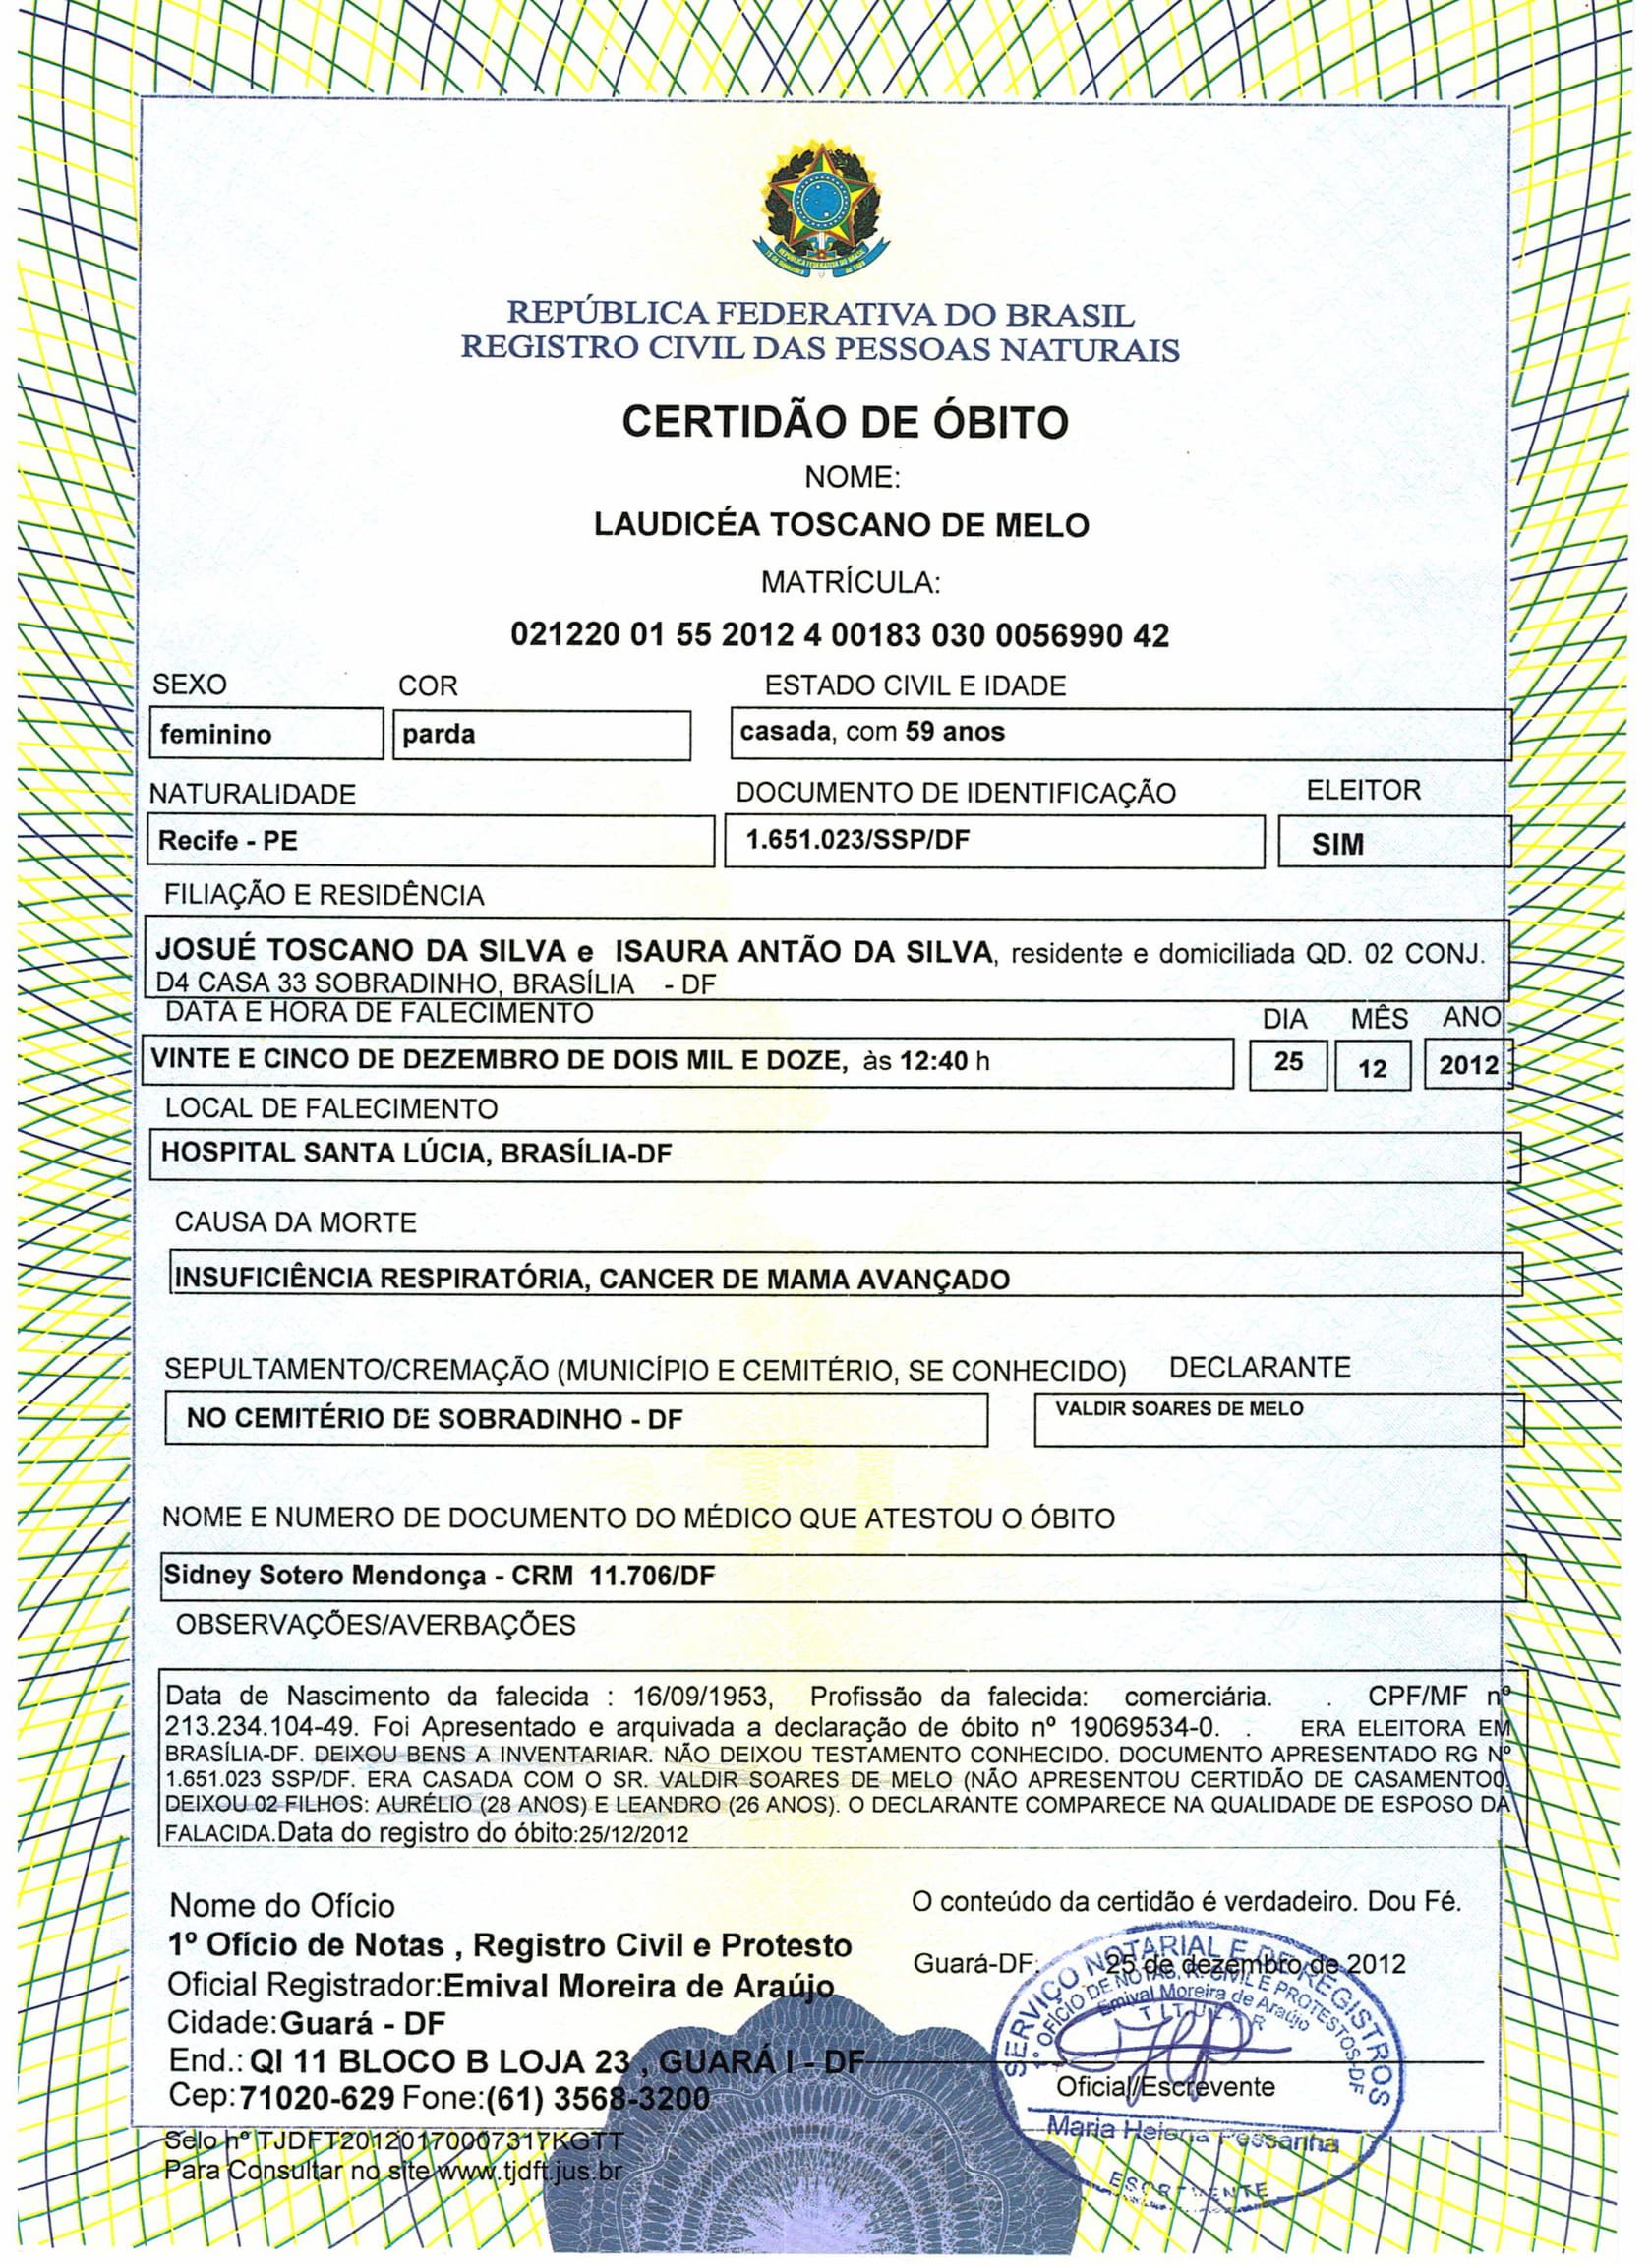 REPÚBLICA FEDERATIVA DO BRASIL
REGISTRO CIVIL DAS PESSOAS NATURAIS
CERTIDÃO DE ÓBITO
NOME:
LAUDICÉA TOSCANO DE MELO
MATRÍCULA:
021220 01 55 2012 4 00183 030 0056990 42
SEXO COR ESTADO CIVIL E IDADE
feminino parda casada, com 59 anos
NATURALIDADE DOCUMENTO DE IDENTIFICAÇÃO ELEITOR
Recife - PE 1.651.023/SSP/DF SIM
FILIAÇÃO E RESIDÊNCIA
JOSUÉ TOSCANO DA SILVA e ISAURA ANTÃO DA SILVA, residente e domiciliada QD. 02 CONJ.
D4 CASA 33 SOBRADINHO, BRASÍLIA - DF
DATA E HORA DE FALECIMENTO DIA MÊS ANO
VINTE E CINCO DE DEZEMBRO DE DOIS MIL E DOZE, às 12:40 h 25 12 2012
LOCAL DE FALECIMENTO
HOSPITAL SANTA LÚCIA, BRASÍLIA-DF
CAUSA DA MORTE
INSUFICIÊNCIA RESPIRATÓRIA, CANCER DE MAMA AVANÇADO
SEPULTAMENTO/CREMAÇÃO (MUNICÍPIO E CEMITÉRIO, SE CONHECIDO) DECLARANTE
NO CEMITÉRIO DE SOBRADINHO - DF VALDIR SOARES DE MELO
NOME E NUMERO DE DOCUMENTO DO MÉDICO QUE ATESTOU O ÓBITO
Sidney Sotero Mendonça - CRM 11.706/DF
OBSERVAÇÕES/AVERBAÇÕES
Data de Nascimento da falecida : 16/09/1953, Profissão da falecida: comerciária. . CPF/MF nº
213.234.104-49. Foi Apresentado e arquivada a declaração de óbito nº 19069534-0. . ERA ELEITORA EM
BRASÍLIA-DF. DEIXOU BENS A INVENTARIAR. NÃO DEIXOU TESTAMENTO CONHECIDO. DOCUMENTO APRESENTADO RG Nº
1.651.023 SSP/DF. ERA CASADA COM O SR. VALDIR SOARES DE MELO (NÃO APRESENTOU CERTIDÃO DE CASAMENTO0.
DEIXOU 02 FILHOS: AURÉLIO (28 ANOS) E LEANDRO (26 ANOS). O DECLARANTE COMPARECE NA QUALIDADE DE ESPOSO DA
FALACIDA.Data do registro do óbito:25/12/2012
Nome do Ofício
1º Ofício de Notas , Registro Civil e Protesto
Oficial Registrador:Emival Moreira de Araújo
Cidade:Guará - DF
End.: QI 11 BLOCO B LOJA 23 , GUARÁ I - DF
Cep:71020-629 Fone:(61) 3568-3200
Selo nº TJDFT20120170007317KGTT
Para Consultar no site www.tjdft.jus.br
O conteúdo da certidão é verdadeiro. Dou Fé.
Guará-DF, 25 de dezembro de 2012
SERVIÇO NOTARIAL E DE REGISTROS
1º OFÍCIO DE NOTAS, R. CIVIL E PROTESTOS-DF
Emival Moreira de Araújo
TITULAR
Oficial/Escrevente
Maria Helena Pessanha
ESCREVENTE